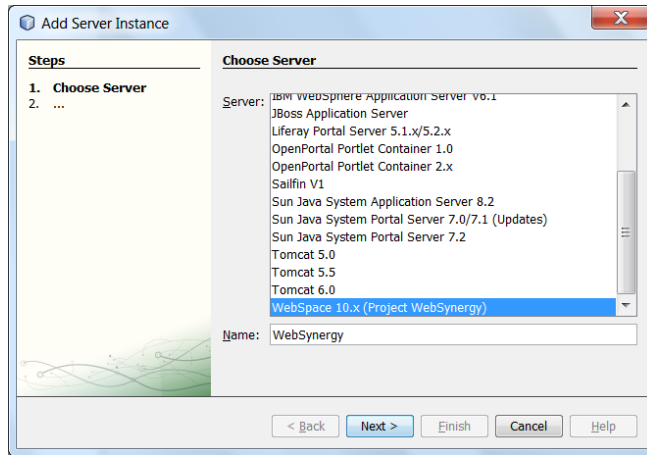 Add Server Instance
Steps
1. Choose Server
2. ...
Choose Server
Server:
IBM WebSphere Application Server V6.1
JBoss Application Server
Liferay Portal Server 5.1.x/5.2.x
OpenPortal Portlet Container 1.0
OpenPortal Portlet Container 2.x
Sailfin V1
Sun Java System Application Server 8.2
Sun Java System Portal Server 7.0/7.1 (Updates)
Sun Java System Portal Server 7.2
Tomcat 5.0
Tomcat 5.5
Tomcat 6.0
WebSpace 10.x (Project WebSynergy)
Name: WebSynergy
< Back Next > Finish Cancel Help